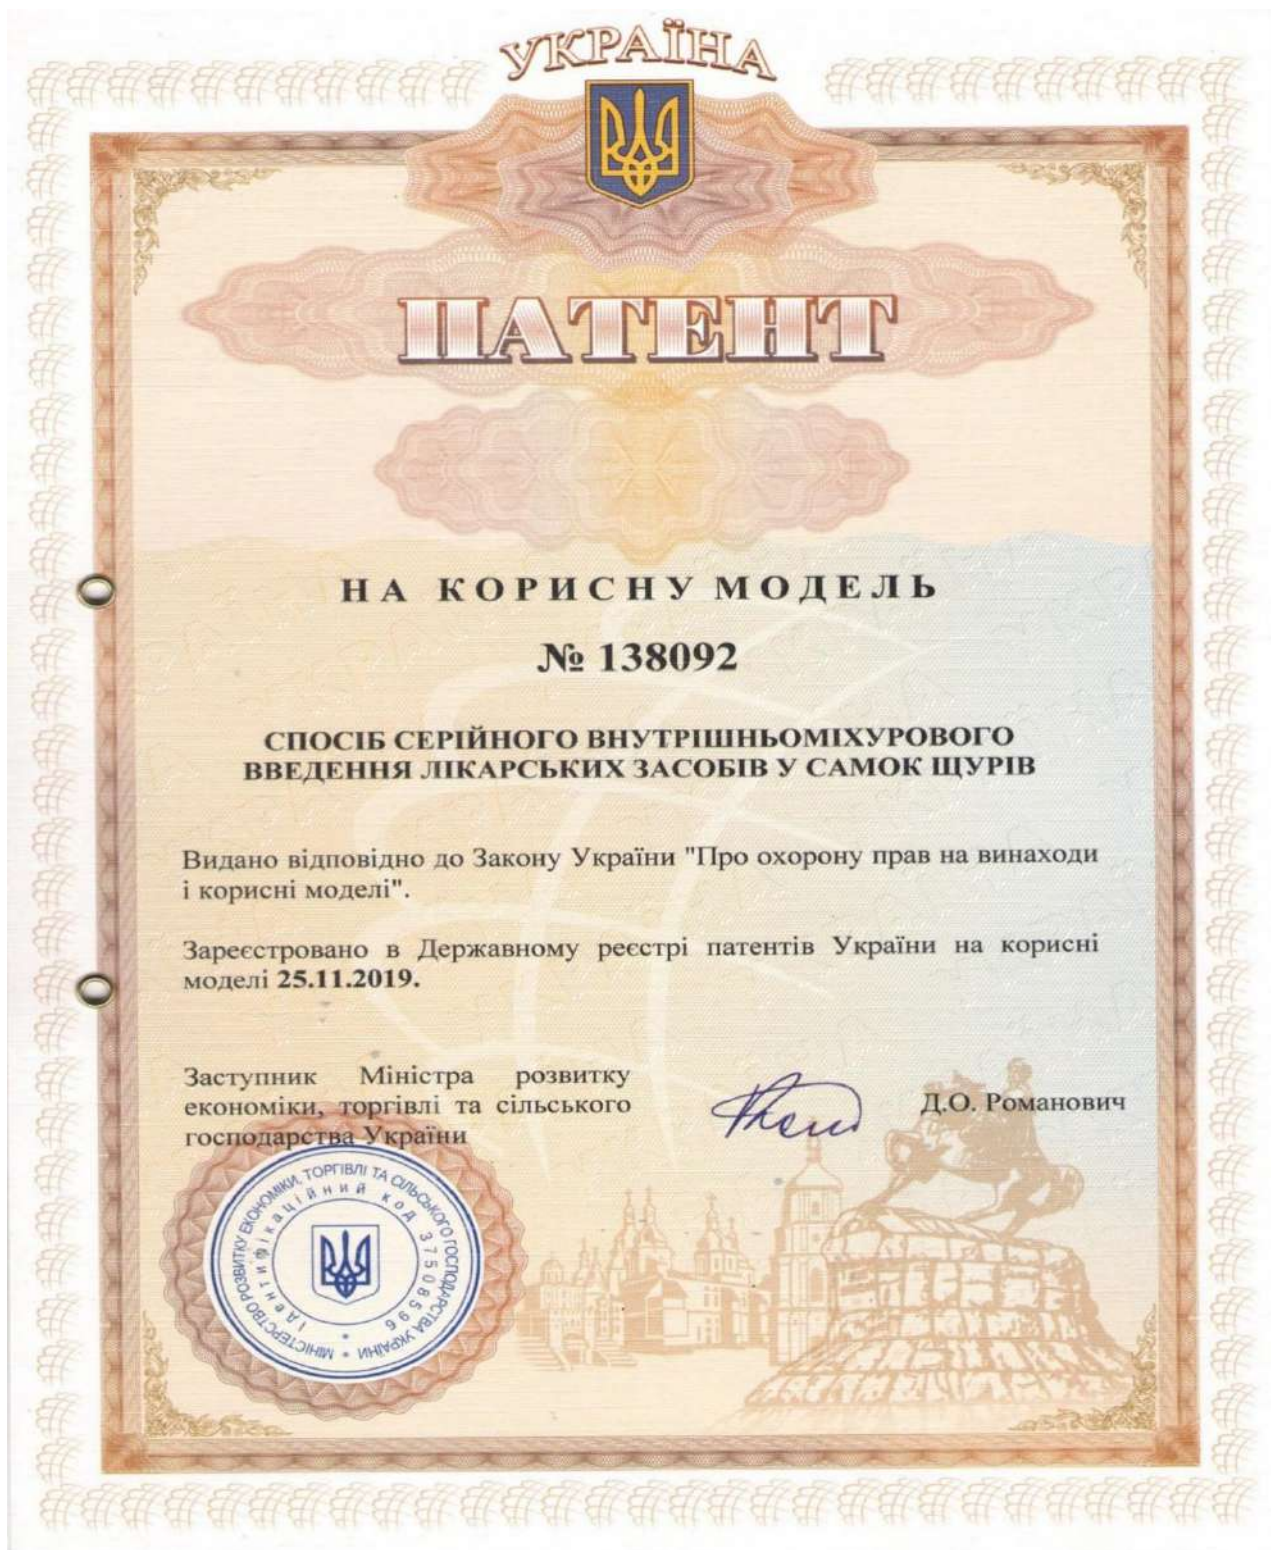 УКРАЇНА
ПАТЕНТ
НА КОРИСНУ МОДЕЛЬ
№ 138092
СПОСІБ СЕРІЙНОГО ВНУТРІШНЬОМІХУРОВОГО
ВВЕДЕННЯ ЛІКАРСЬКИХ ЗАСОБІВ У САМОК ЩУРІВ
Видано відповідно до Закону України "Про охорону прав на винаходи
і корисні моделі".
Зареєстровано в Державному реєстрі патентів України на корисні
моделі 25.11.2019.
Заступник Міністра розвитку
економіки, торгівлі та сільського
господарства України
Д.О. Романович
МІНІСТЕРСТВО РОЗВИТКУ ЕКОНОМІКИ, ТОРГІВЛІ ТА СІЛЬСЬКОГО ГОСПОДАРСТВА УКРАЇНИ
Ідентифікаційний код 37508596